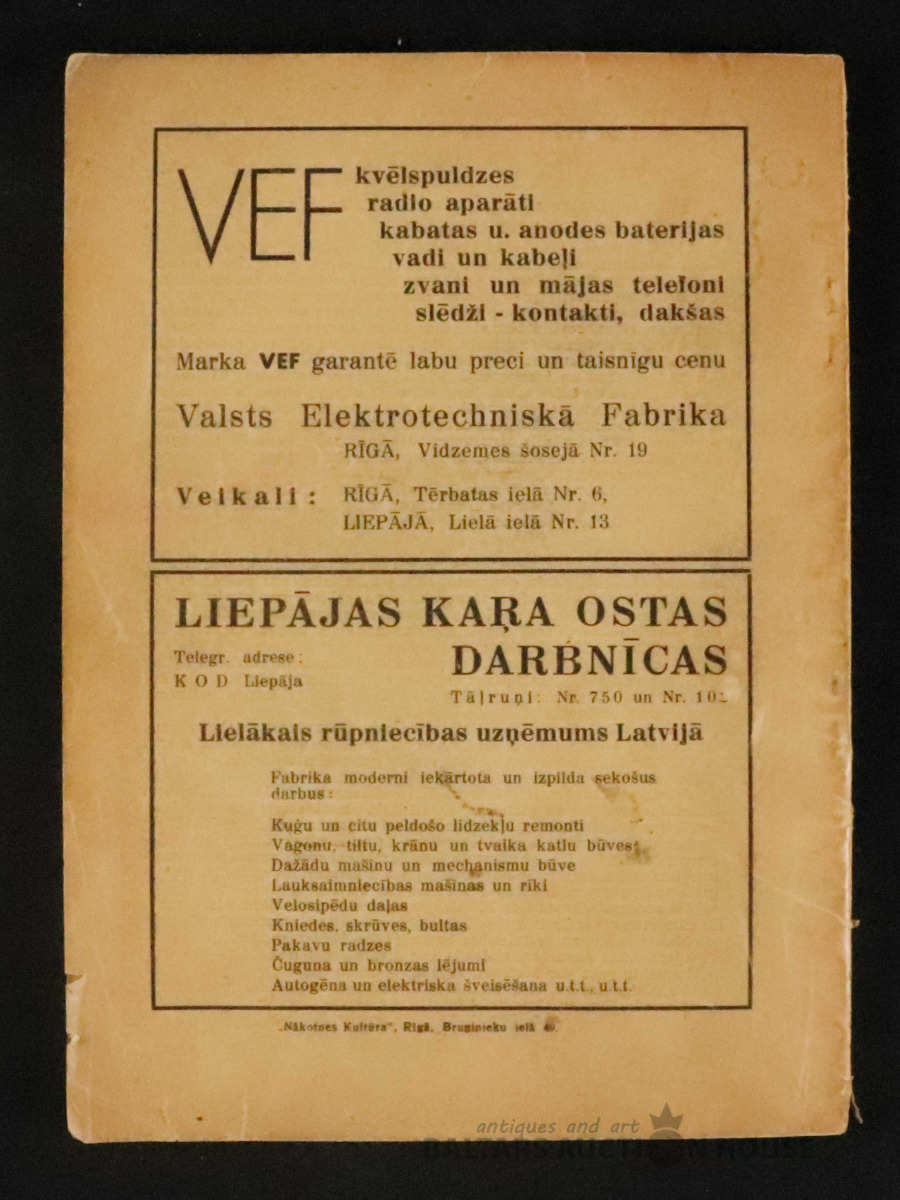 VEF
kvēlspuldzes
radio aparāti
kabatas u. anodes baterijas
vadi un kabeļi
zvani un mājas telefoni
slēdži - kontakti, dakšas
Marka VEF garantē labu preci un taisnīgu cenu
Valsts Elektrotechniskā Fabrika
RĪGĀ, Vidzemes šosejā Nr. 19
Veikali: RĪGĀ, Tērbatas ielā Nr. 6,
LIEPĀJĀ, Lielā ielā Nr. 13
LIEPĀJAS KAŖA OSTAS
DARBNĪCAS
Telegr. adrese:
KOD Liepāja
Tāļruņi: Nr. 750 un Nr.
Lielākais rūpniecības uzņēmums Latvijā
Fabrika moderni iekārtota un izpilda sekošus
darbus:
Kuģu un citu peldošo līdzekļu remonti
Vagonu, tiltu, krānu un tvaika katlu būves
Dažādu mašīnu un mechanismu būve
Lauksaimniecības mašīnas un rīki
Velosipēdu daļas
Kniedes, skrūves, bultas
Pakavu radzes
Čuguna un bronzas lējumi
Autogēna un elektriska šveisēšana u.t.t., u.t.t.
„Nākotnes Kultūra", Rīgā, Bruņinieku ielā
antiques and art
BALTARS AUCTION HOUSE